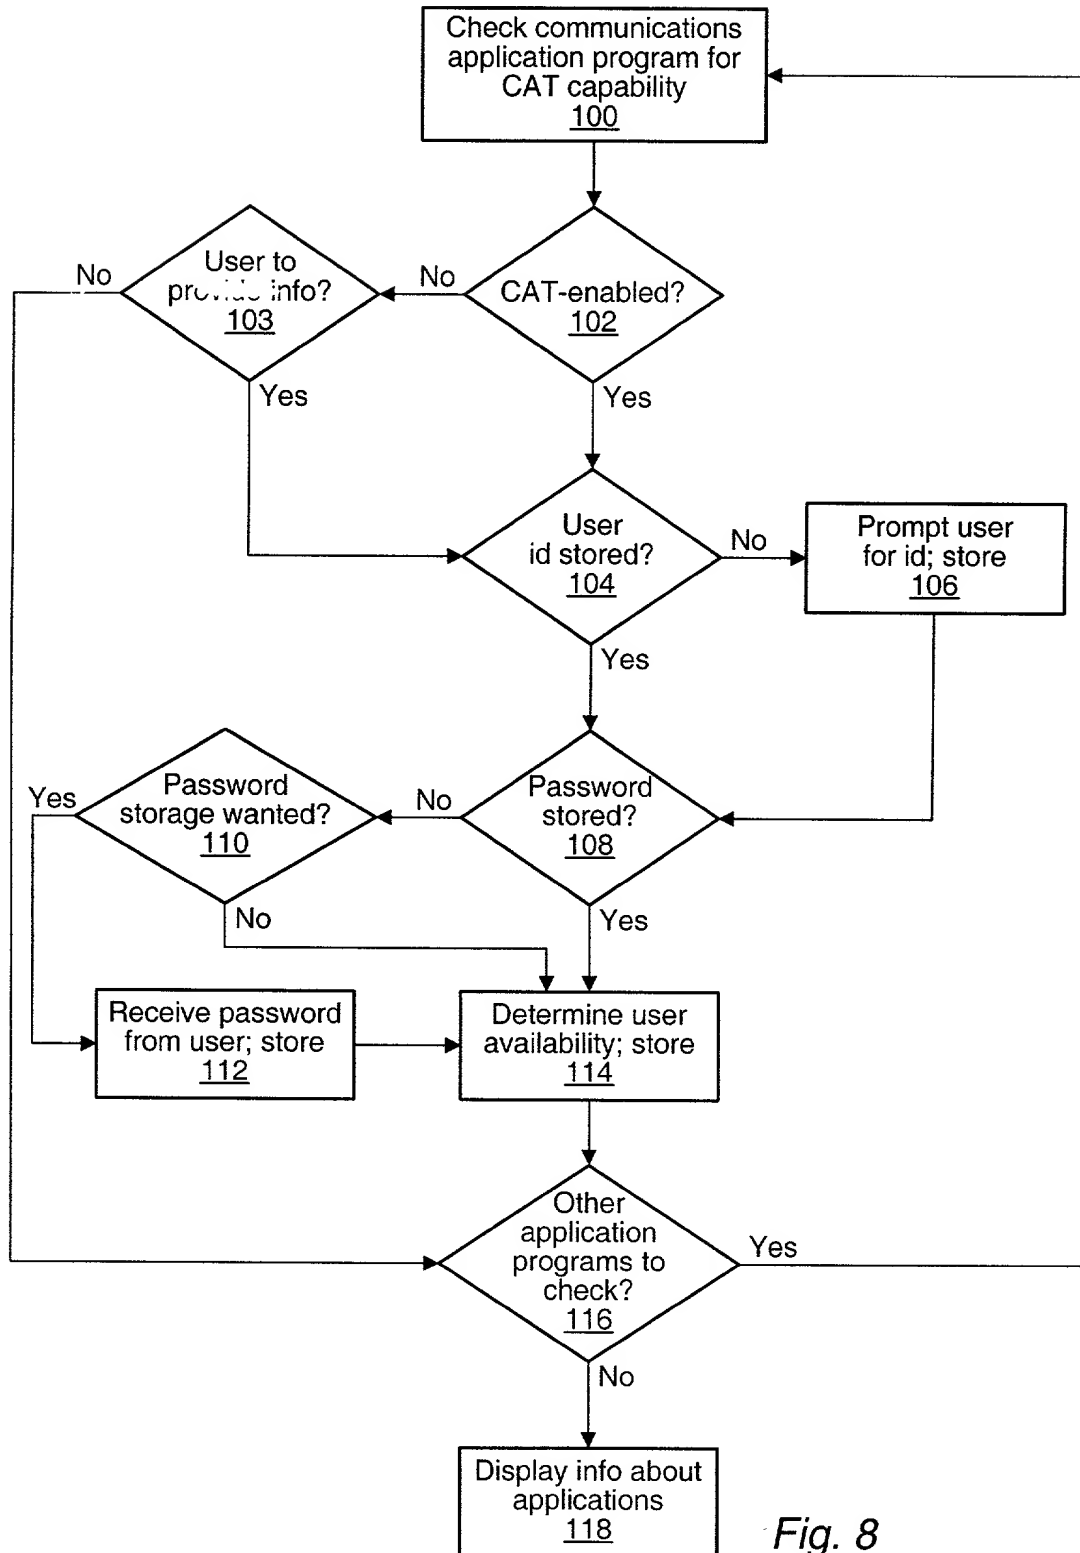 Check communications
application program for
CAT capability
100
User to
provide info?
103
No
No
CAT-enabled?
102
Yes
Yes
User
id stored?
104
No
Prompt user
for id; store
106
Yes
Password
storage wanted?
110
Yes
No
Password
stored?
108
No
Yes
Receive password
from user; store
112
Determine user
availability; store
114
Other
application
programs to
check?
116
Yes
No
Display info about
applications
118
Fig. 8